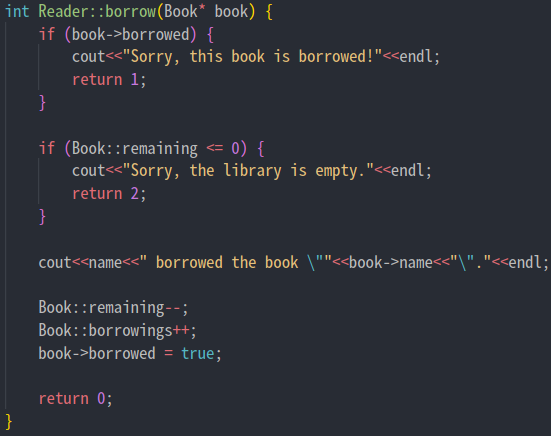 int Reader::borrow(Book* book) {
if (book->borrowed) {
cout<<"Sorry, this book is borrowed!"<<endl;
return 1;
}
if (Book::remaining <= 0) {
cout<<"Sorry, the library is empty."<<endl;
return 2;
}
cout<<name<<" borrowed the book \""<<book->name<<"\"."<<endl;
Book::remaining--;
Book::borrowings++;
book->borrowed = true;
return 0;
}